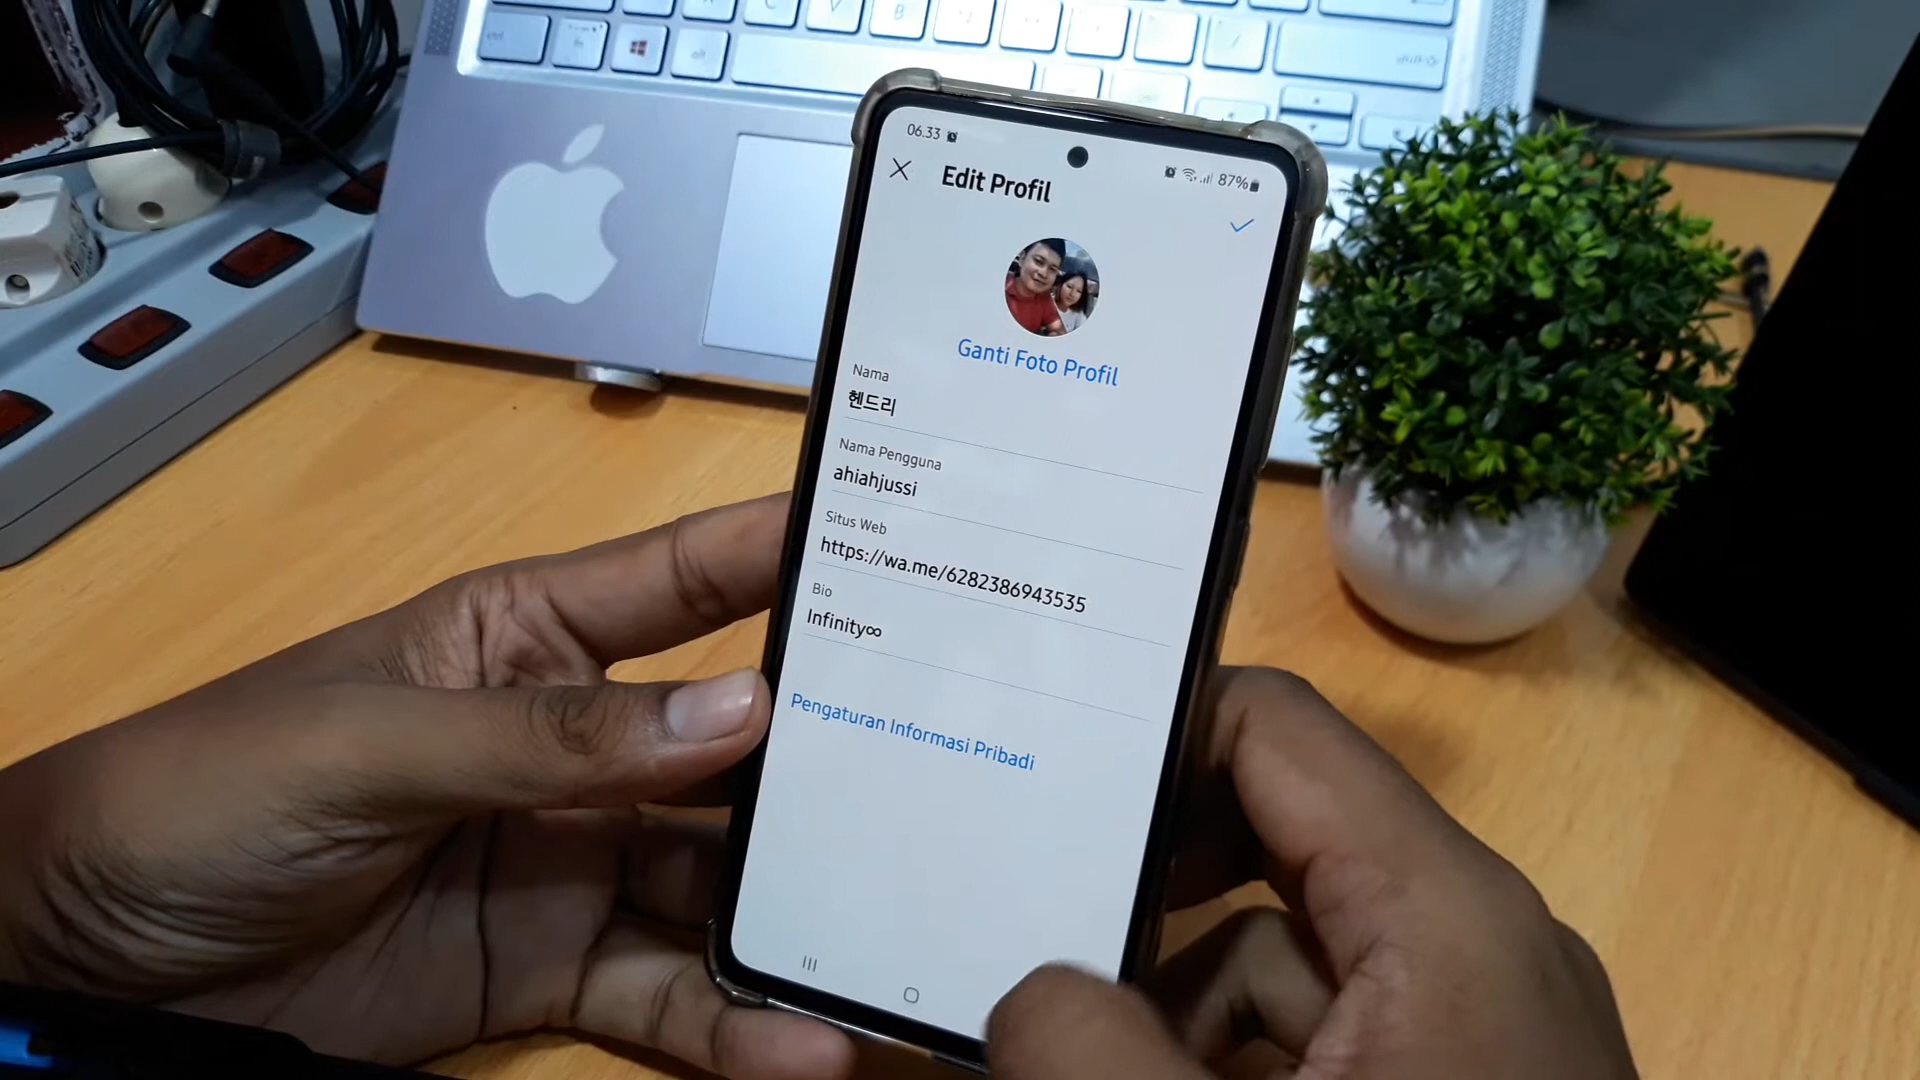 06.33
87%
Edit Profil
Ganti Foto Profil
Nama
헨드리
Nama Pengguna
ahiahjussi
Situs Web
https://wa.me/6282386943535
Bio
Infinity∞
Pengaturan Informasi Pribadi